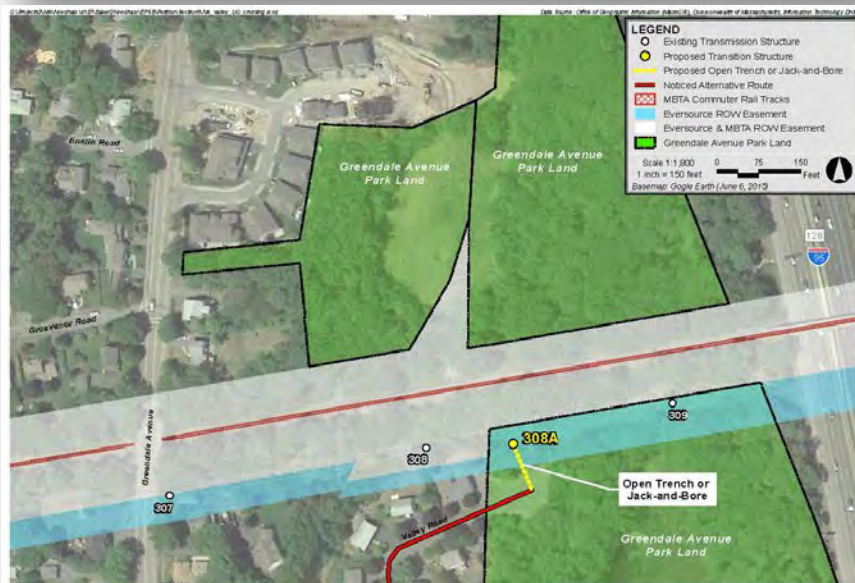 LEGEND
Existing Transmission Structure
Proposed Transition Structure
Proposed Open Trench or Jack-and-Bore
Noticed Alternative Route
MBTA Commuter Rail Tracks
Eversource ROW Easement
Eversource & MBTA ROW Easement
Greendale Avenue Park Land
Scale 1:1,800
1 inch = 150 feet
0 75 150
Feet
Basemap: Gogle Earth (June 6, 2015)
128
95
Greendale Avenue
Park Land
Greendale Avenue
Park Land
Grosvenor Road
Greendale Avenue
309
308A
308
307
Open Trench or
Jack-and-Bore
Valley Road
Greendale Avenue
Park Land